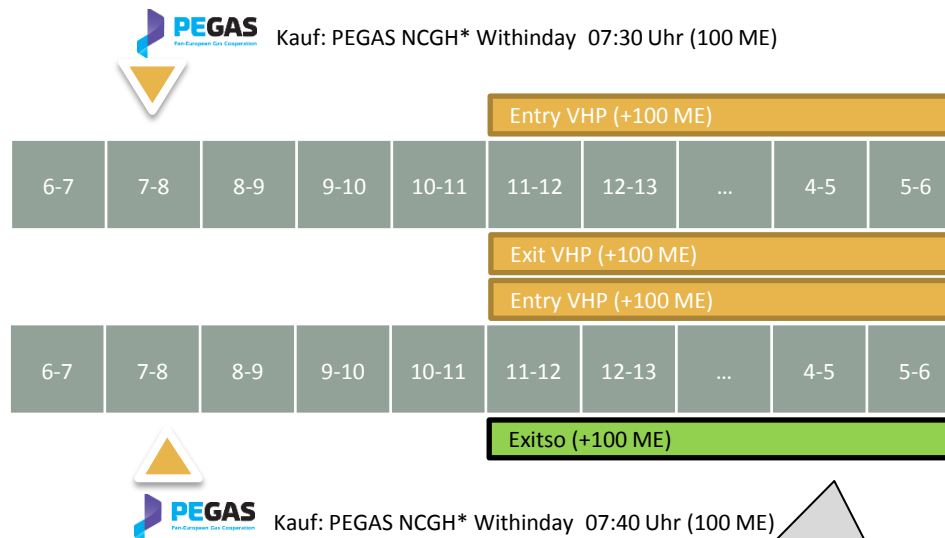 PEGAS
Pan-European Gas Cooperation
Kauf: PEGAS NCGH* Withinday 07:30 Uhr (100 ME)
Entry VHP (+100 ME)
6-7 7-8 8-9 9-10 10-11 11-12 12-13 ... 4-5 5-6
Exit VHP (+100 ME)
Entry VHP (+100 ME)
6-7 7-8 8-9 9-10 10-11 11-12 12-13 ... 4-5 5-6
Exitso (+100 ME)
PEGAS
Pan-European Gas Cooperation
Kauf: PEGAS NCGH* Withinday 07:40 Uhr (100 ME)